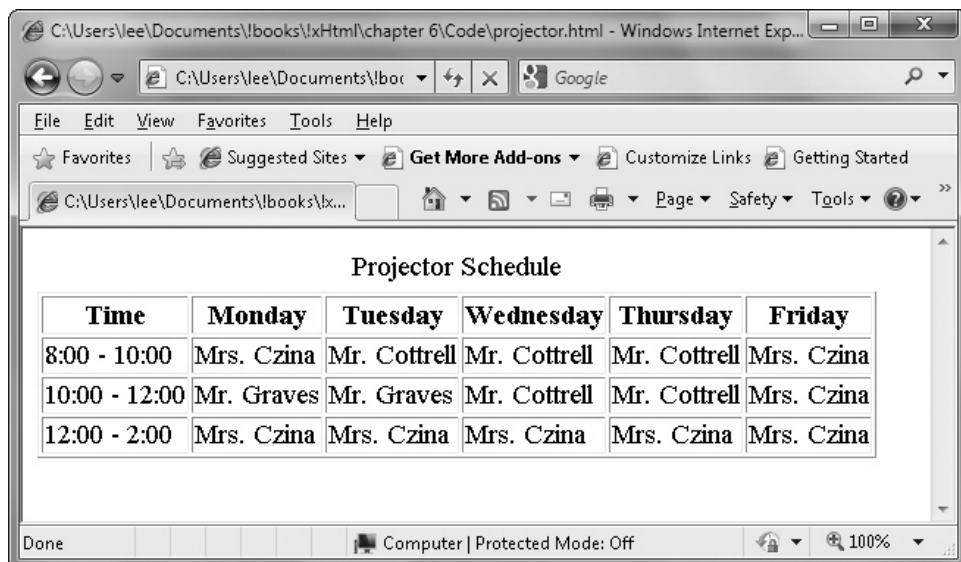 C:\Users\lee\Documents\!books\!xHtml\chapter 6\Code\projector.html - Windows Internet Exp...
C:\Users\lee\Documents\!boc Google
File Edit View Favorites Tools Help
Favorites Suggested Sites Get More Add-ons Customize Links Getting Started
C:\Users\lee\Documents\!books\!x... Page Safety Tools
Projector Schedule
Time Monday Tuesday Wednesday Thursday Friday
8:00 - 10:00 Mrs. Czina Mr. Cottrell Mr. Cottrell Mr. Cottrell Mrs. Czina
10:00 - 12:00 Mr. Graves Mr. Graves Mr. Cottrell Mr. Cottrell Mrs. Czina
12:00 - 2:00 Mrs. Czina Mrs. Czina Mrs. Czina Mrs. Czina Mrs. Czina
Done Computer | Protected Mode: Off 100%